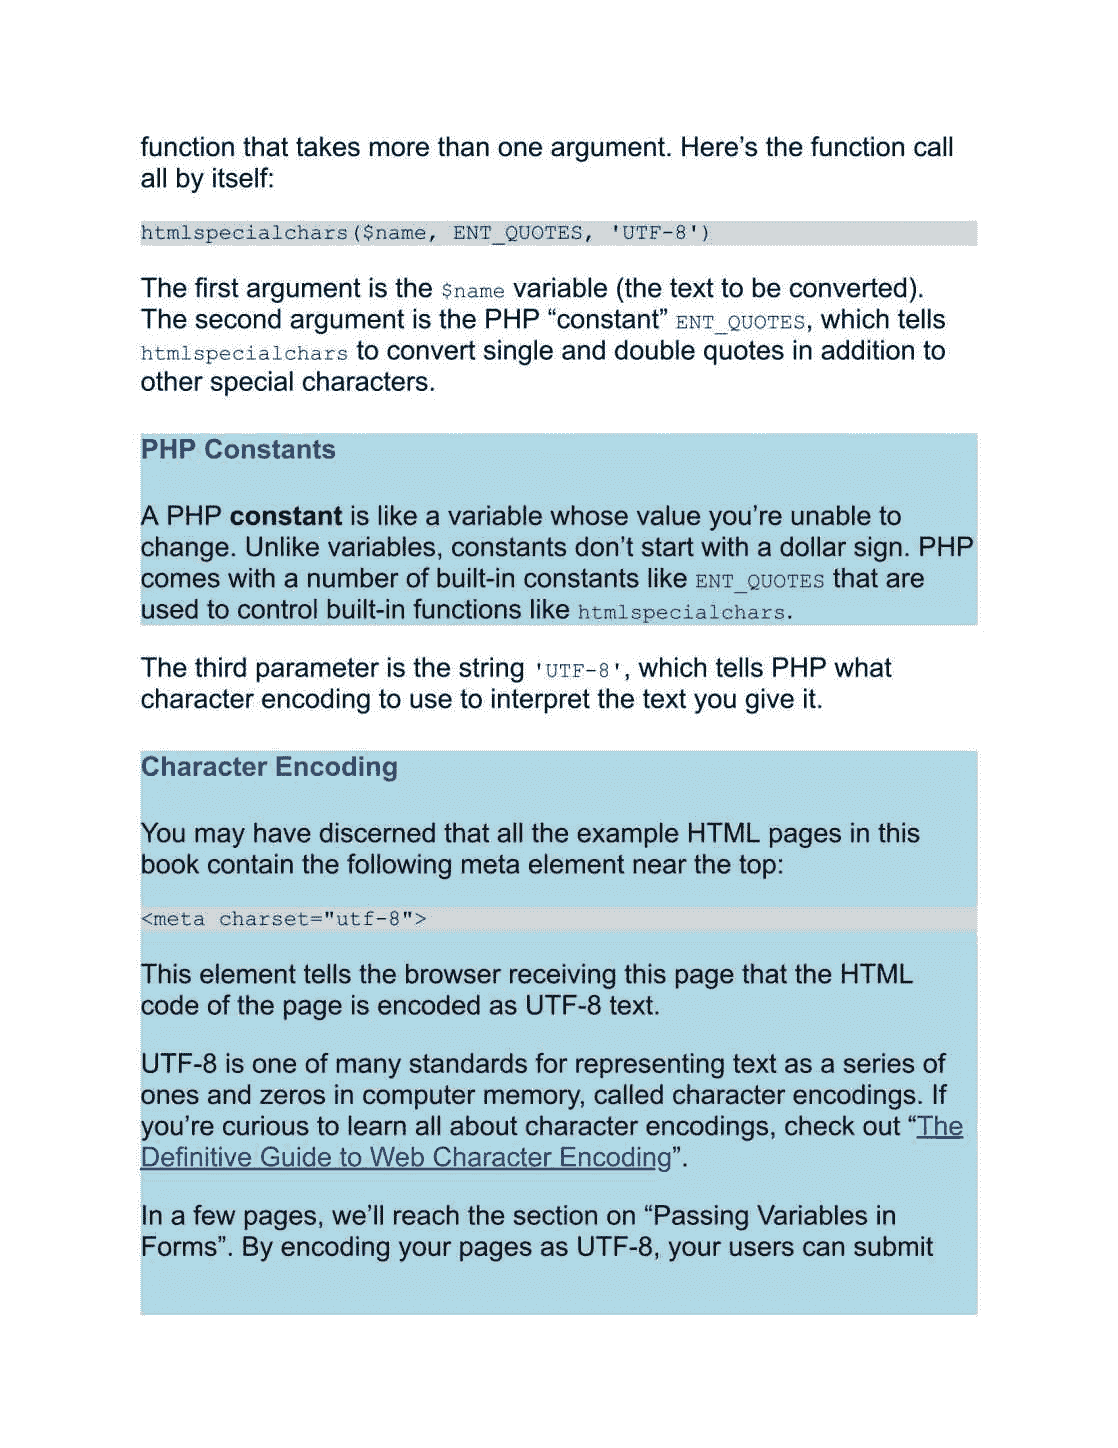 function that takes more than one argument. Here’s the function call
all by itself:
htmlspecialchars($name, ENT_QUOTES, 'UTF-8')
The first argument is the $name variable (the text to be converted).
The second argument is the PHP “constant” ENT_QUOTES, which tells
htmlspecialchars to convert single and double quotes in addition to
other special characters.
PHP Constants
A PHP constant is like a variable whose value you’re unable to
change. Unlike variables, constants don’t start with a dollar sign. PHP
comes with a number of built-in constants like ENT_QUOTES that are
used to control built-in functions like htmlspecialchars.
The third parameter is the string 'UTF-8', which tells PHP what
character encoding to use to interpret the text you give it.
Character Encoding
You may have discerned that all the example HTML pages in this
book contain the following meta element near the top:
<meta charset="utf-8">
This element tells the browser receiving this page that the HTML
code of the page is encoded as UTF-8 text.
UTF-8 is one of many standards for representing text as a series of
ones and zeros in computer memory, called character encodings. If
you’re curious to learn all about character encodings, check out “The
Definitive Guide to Web Character Encoding”.
In a few pages, we’ll reach the section on “Passing Variables in
Forms”. By encoding your pages as UTF-8, your users can submit